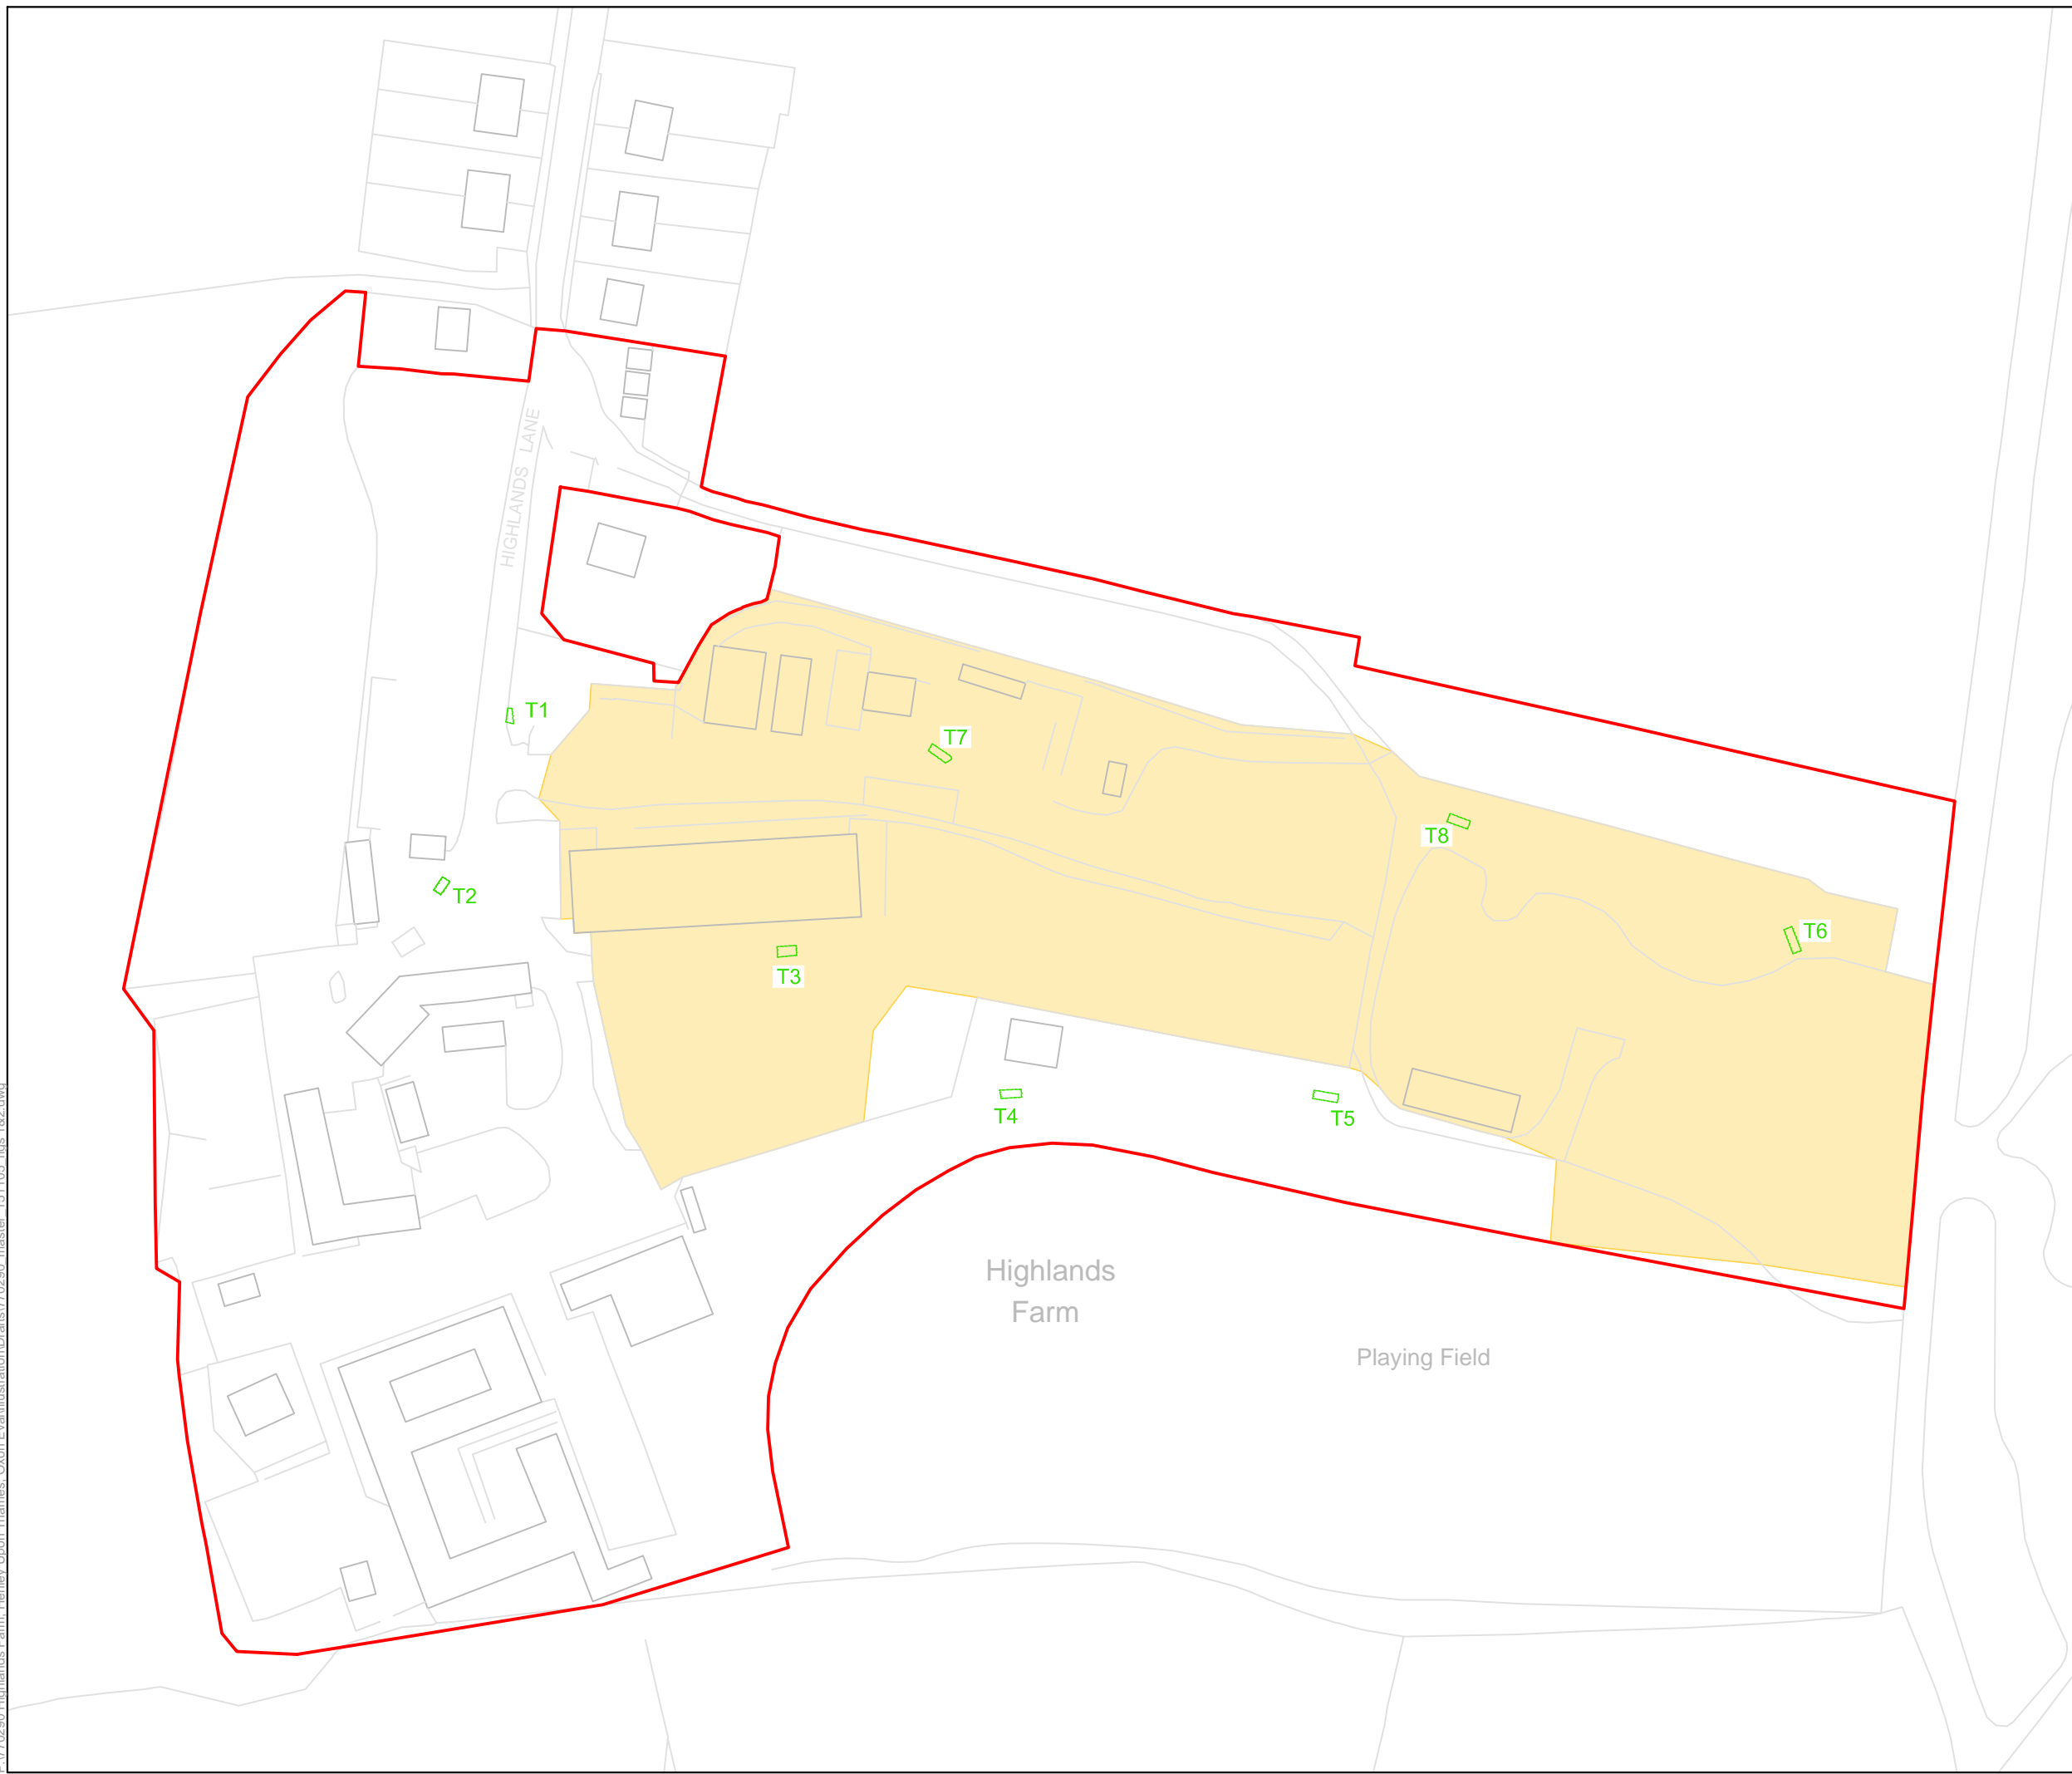 HIGHLANDS LANE
T1
T7
T8
T2
T6
T3
T4
T5
Highlands
Farm
Playing Field